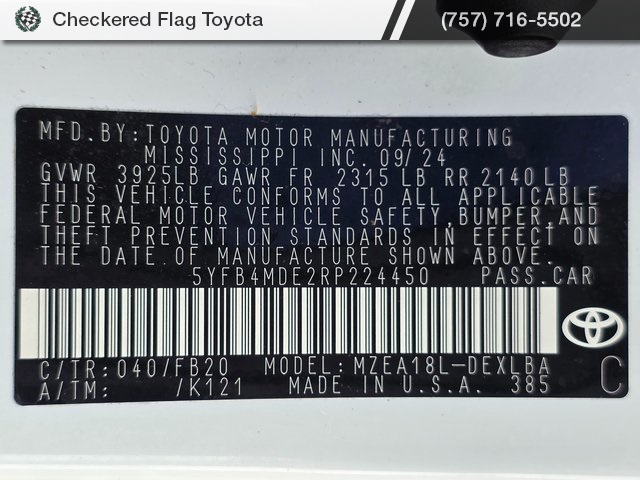 Checkered Flag Toyota (757) 716-5502
MFD.BY:TOYOTA MOTOR MANUFACTURING
MISSISSIPPI INC. 09/24
GVWR 3925LB GAWR FR 2315 LB RR 2140 LB
THIS VEHICLE CONFORMS TO ALL APPLICABLE
FEDERAL MOTOR VEHICLE SAFETY,BUMPER,AND
THEFT PREVENTION STANDARDS IN EFFECT ON
THE DATE OF MANUFACTURE SHOWN ABOVE.
5YFB4MDE2RP224450 PASS.CAR
C/TR: 040/FB20 MODEL: MZEA18L-DEXLBA C
A/TM: /K121 MADE IN U.S.A. 385